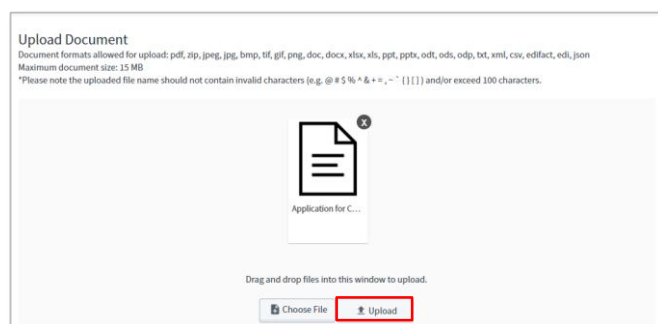 Upload Document
Document formats allowed for upload: pdf, zip, jpeg, jpg, bmp, tif, gif, png, doc, docx, xlsx, xls, ppt, pptx, odt, ods, odp, txt, xml, csv, edifact, edi, json
Maximum document size: 15 MB
*Please note the uploaded file name should not contain invalid characters (e.g. @ # $ % ^ & + = , ~ ` { } [ ] ) and/or exceed 100 characters.
X
Application for C...
Drag and drop files into this window to upload.
Choose File
Upload